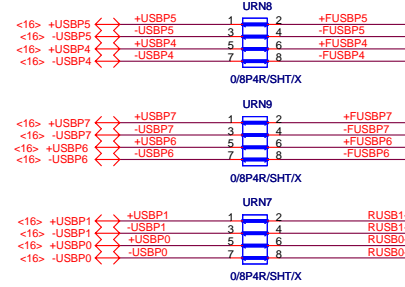 URN8
<16> +USBP5 +USBP5 1 2 +FUSBP5
<16> -USBP5 -USBP5 3 4 -FUSBP5
<16> +USBP4 +USBP4 5 6 +FUSBP4
<16> -USBP4 -USBP4 7 8 -FUSBP4
0/8P4R/SHT/X
URN9
<16> +USBP7 +USBP7 1 2 +FUSBP7
<16> -USBP7 -USBP7 3 4 -FUSBP7
<16> +USBP6 +USBP6 5 6 +FUSBP6
<16> -USBP6 -USBP6 7 8 -FUSBP6
0/8P4R/SHT/X
URN7
<16> +USBP1 +USBP1 1 2 RUSB1
<16> -USBP1 -USBP1 3 4 RUSB1
<16> +USBP0 +USBP0 5 6 RUSB0
<16> -USBP0 -USBP0 7 8 RUSB0
0/8P4R/SHT/X